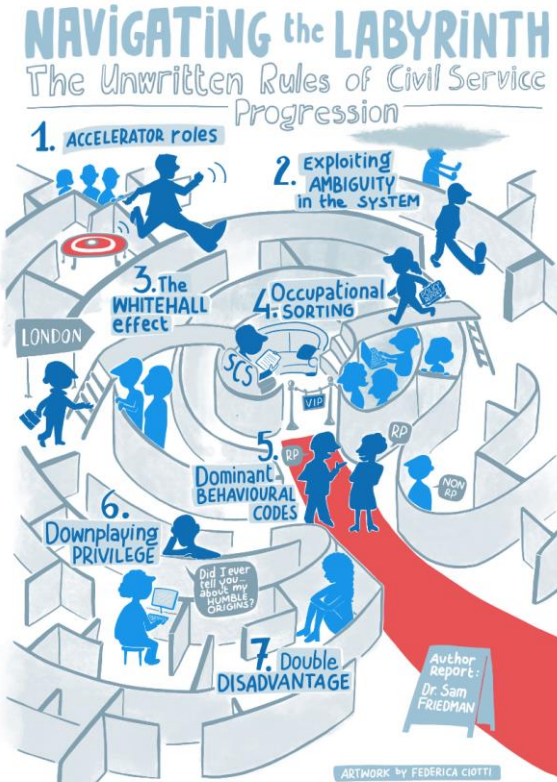 NAViGATiNG the LABYRiNTH
The Unwritten Rules of Civil Service
Progression
1. ACCELERATOR roles
2. Exploiting
AMBIGUITY
in the SYSTEM
3. The
WHITEHALL
effect
4. Occupational
SORTING
LONDON
SCS
VIP
5.
Dominant
BEHAVIOURAL
CODES
RP
RP
NON
RP
6.
Downplaying
PRIVILEGE
Did I ever
tell you...
about my
HUMBLE
ORIGINS?
7. Double
DISADVANTAGE
Author
Report:
Dr. Sam
FRIEDMAN
ARTWORK by FEDERICA CIOTTI